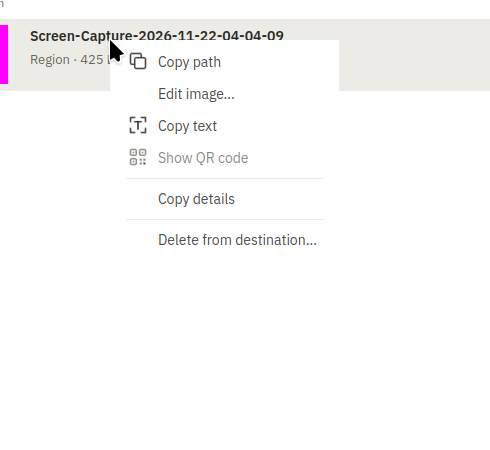 Screen-Capture-2026-11-22-04-04-09
Region · 425
Copy path
Edit image...
Copy text
Show QR code
Copy details
Delete from destination...